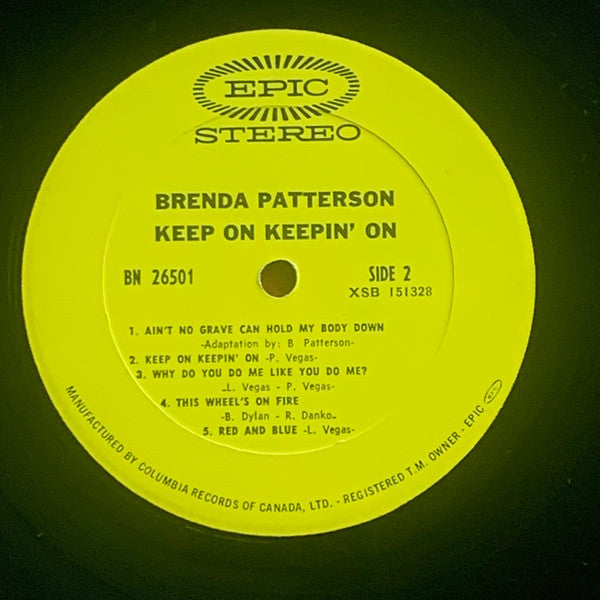 EPIC
STEREO
BRENDA PATTERSON
KEEP ON KEEPIN' ON
BN 26501
SIDE 2
XSB 151328
1. AIN'T NO GRAVE CAN HOLD MY BODY DOWN
-Adaptation by: B Patterson-
2. KEEP ON KEEPIN' ON -P. Vegas-
3. WHY DO YOU DO ME LIKE YOU DO ME?
-L. Vegas - P. Vegas-
4. THIS WHEEL'S ON FIRE
-B. Dylan - R. Danko-
5. RED AND BLUE -L. Vegas-
MANUFACTURED BY COLUMBIA RECORDS OF CANADA, LTD. - REGISTERED T.M. OWNER - EPIC